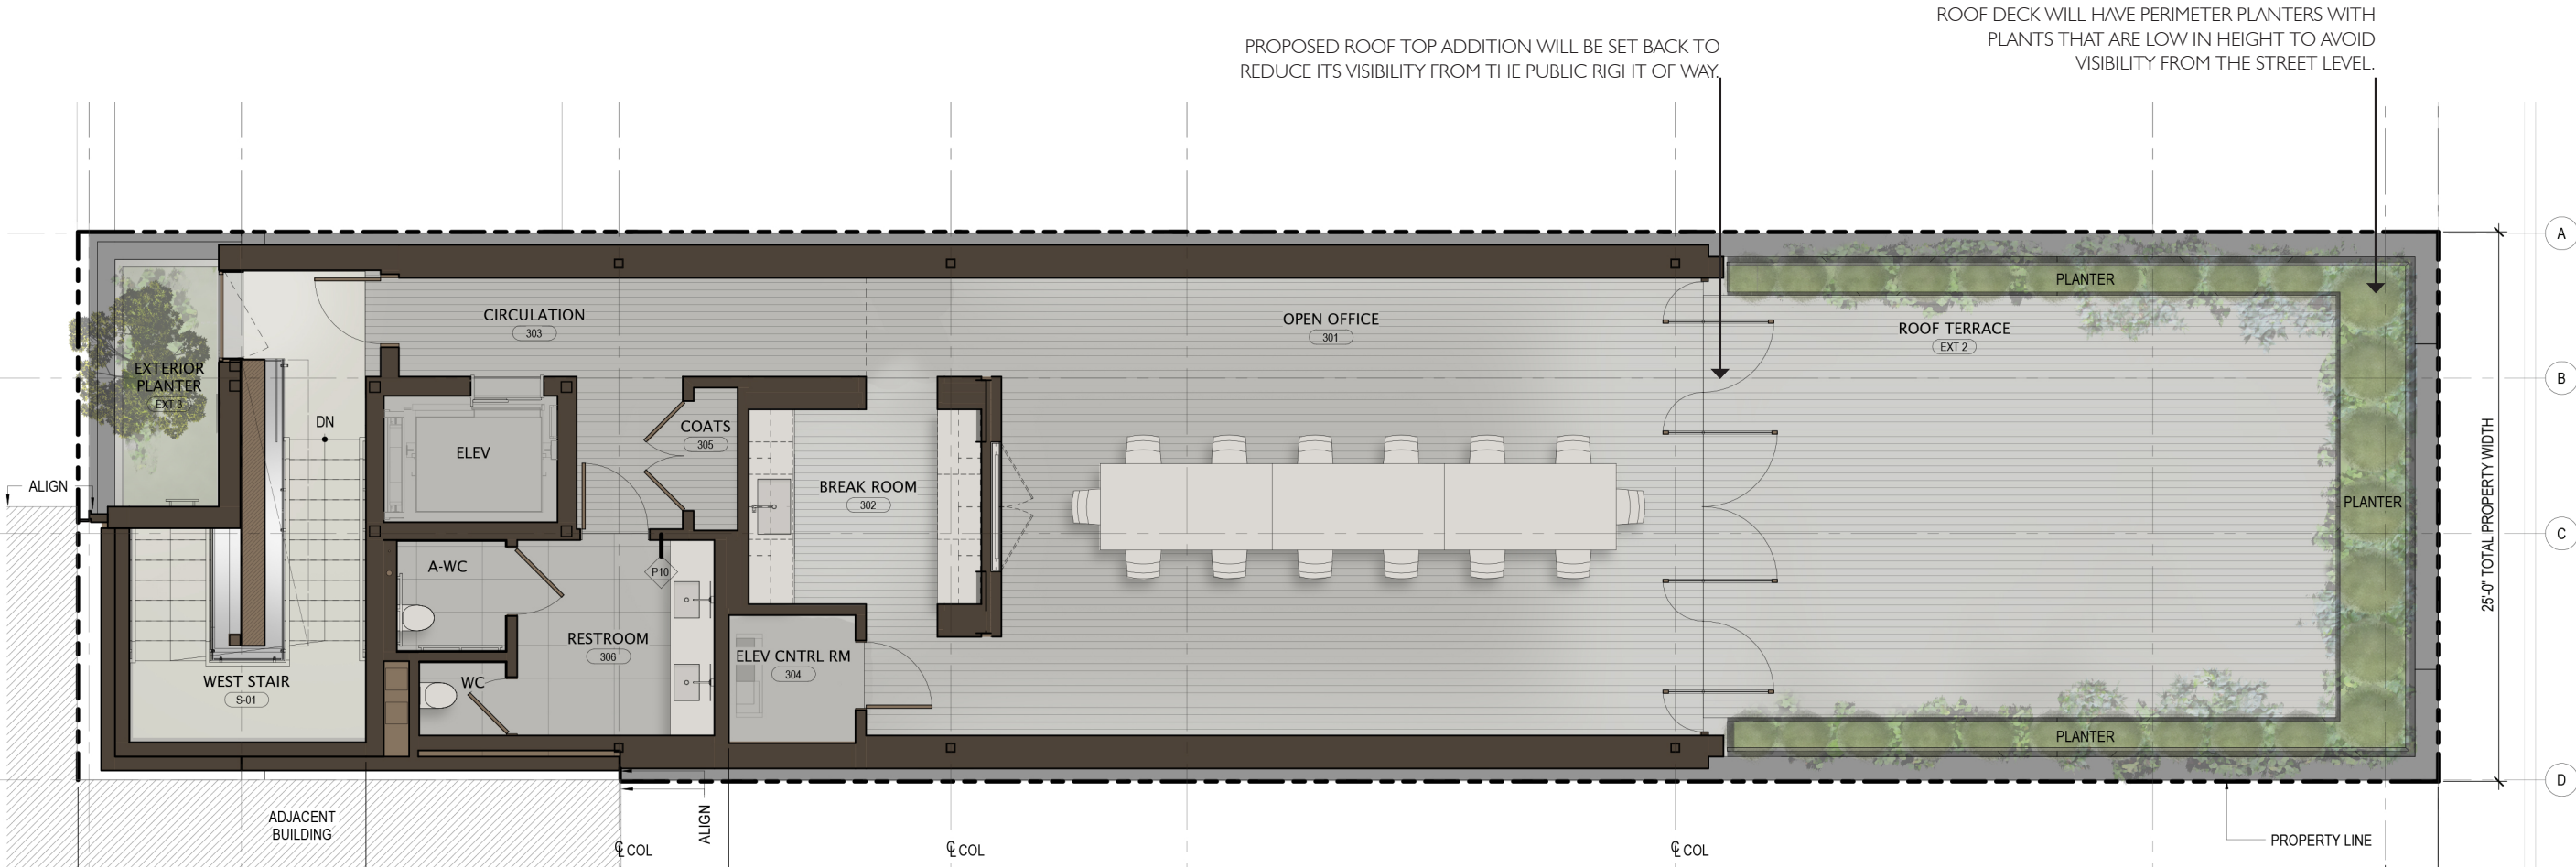 ROOF DECK WILL HAVE PERIMETER PLANTERS WITH
PLANTS THAT ARE LOW IN HEIGHT TO AVOID
VISIBILITY FROM THE STREET LEVEL.
PROPOSED ROOF TOP ADDITION WILL BE SET BACK TO
REDUCE ITS VISIBILITY FROM THE PUBLIC RIGHT OF WAY.
A
PLANTER
CIRCULATION
303
OPEN OFFICE
301
ROOF TERRACE
EXT 2
EXTERIOR
PLANTER
EXT 3
B
DN
COATS
305
ELEV
ALIGN
BREAK ROOM
302
PLANTER
25'-0" TOTAL PROPERTY WIDTH
C
A-WC
P10
RESTROOM
306
ELEV CNTRL RM
304
WEST STAIR
S-01
WC
PLANTER
D
ADJACENT
BUILDING
ALIGN
℄ COL
℄ COL
℄ COL
PROPERTY LINE